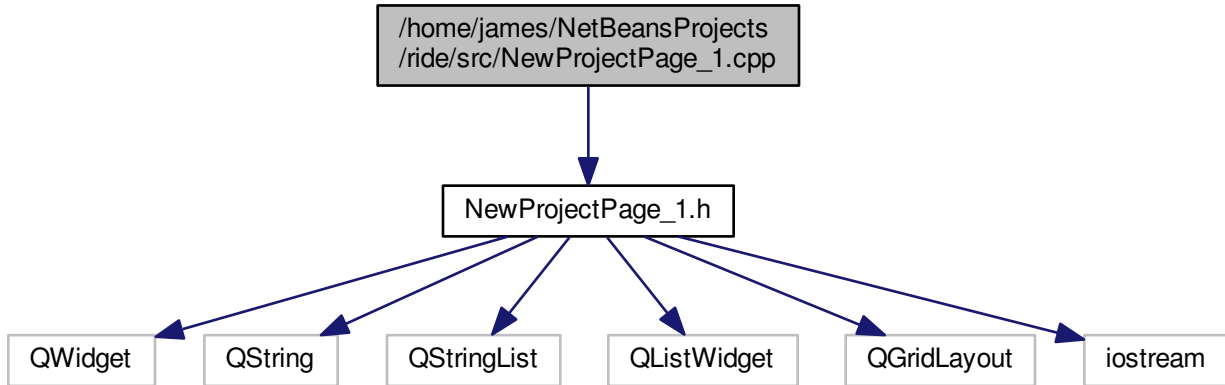 /home/james/NetBeansProjects
/ride/src/NewProjectPage_1.cpp
NewProjectPage_1.h
QWidget
QString
QStringList
QListWidget
QGridLayout
iostream